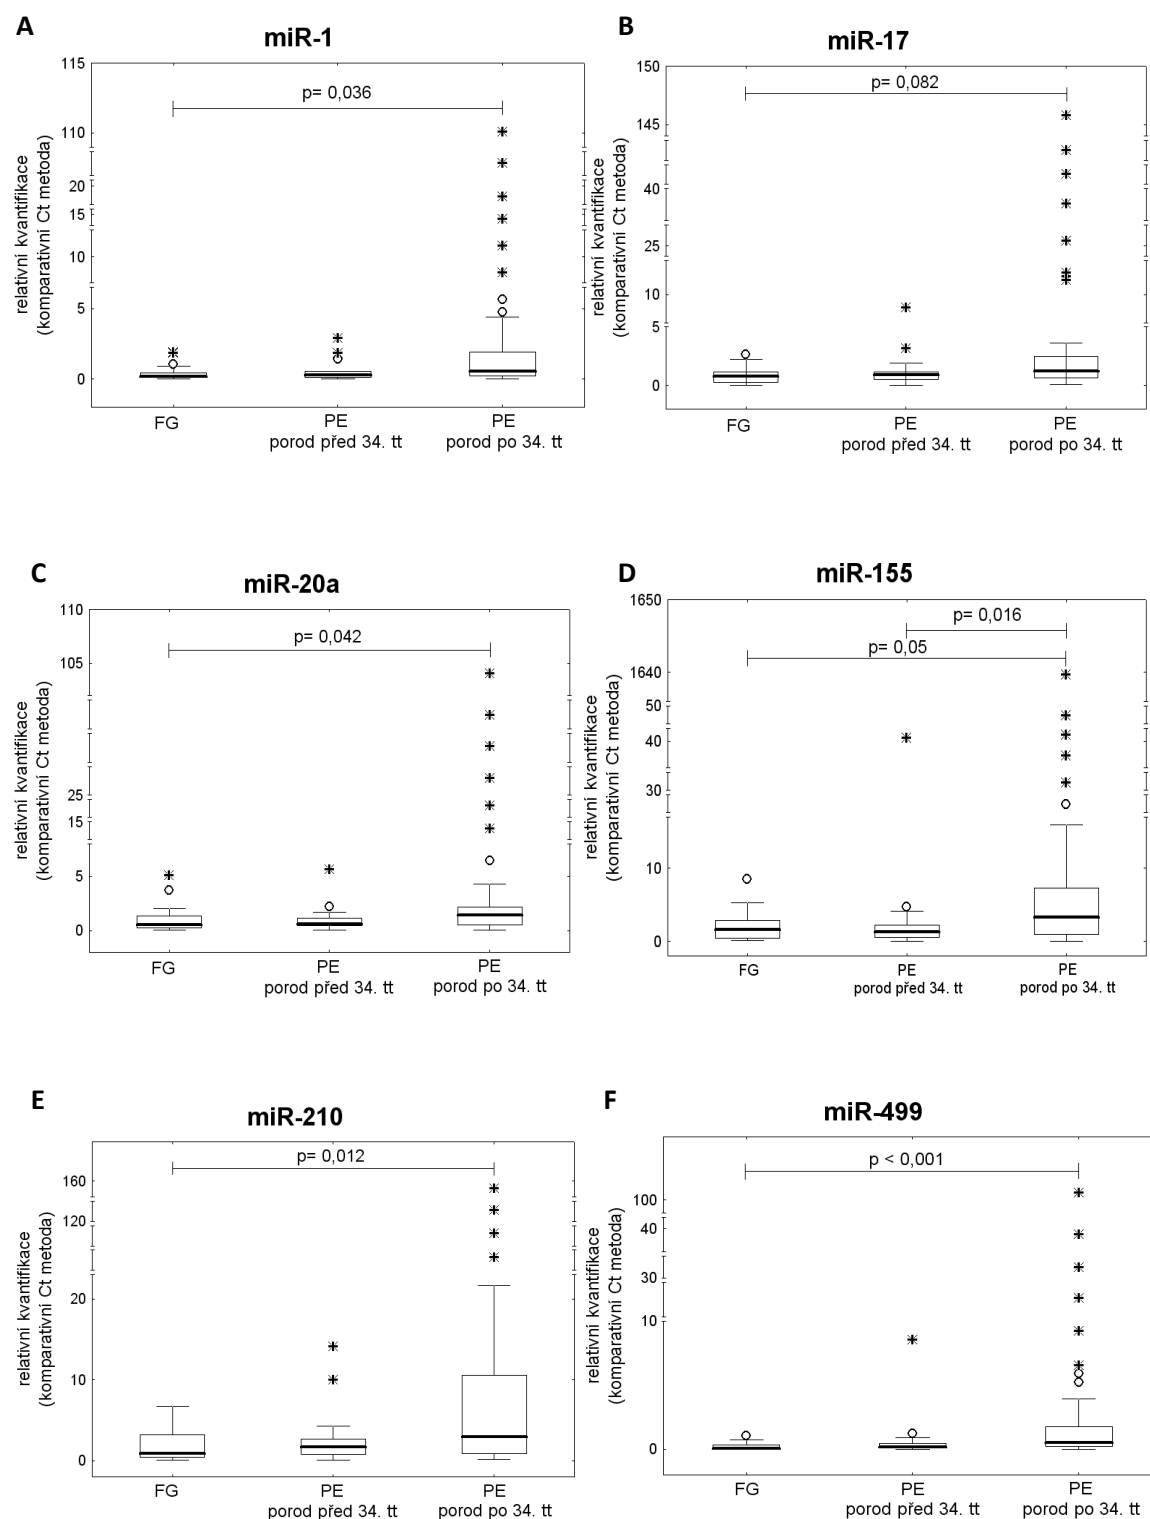 A
miR-1
115
110
20
15
10
5
0
relativní kvantifikace
(komparativní Ct metoda)
p= 0,036
FG
PE
porod před 34. tt
PE
porod po 34. tt
B
miR-17
150
145
40
25
10
5
0
relativní kvantifikace
(komparativní Ct metoda)
p= 0,082
FG
PE
porod před 34. tt
PE
porod po 34. tt
C
miR-20a
110
105
25
15
5
0
relativní kvantifikace
(komparativní Ct metoda)
p= 0,042
FG
PE
porod před 34. tt
PE
porod po 34. tt
D
miR-155
1650
1640
50
40
30
10
0
relativní kvantifikace
(komparativní Ct metoda)
p= 0,016
p= 0,05
FG
PE
porod před 34. tt
PE
porod po 34. tt
E
miR-210
160
120
20
10
0
relativní kvantifikace
(komparativní Ct metoda)
p= 0,012
FG
PE
porod před 34. tt
PE
porod po 34. tt
F
miR-499
100
40
30
10
0
relativní kvantifikace
(komparativní Ct metoda)
p < 0,001
FG
PE
porod před 34. tt
PE
porod po 34. tt